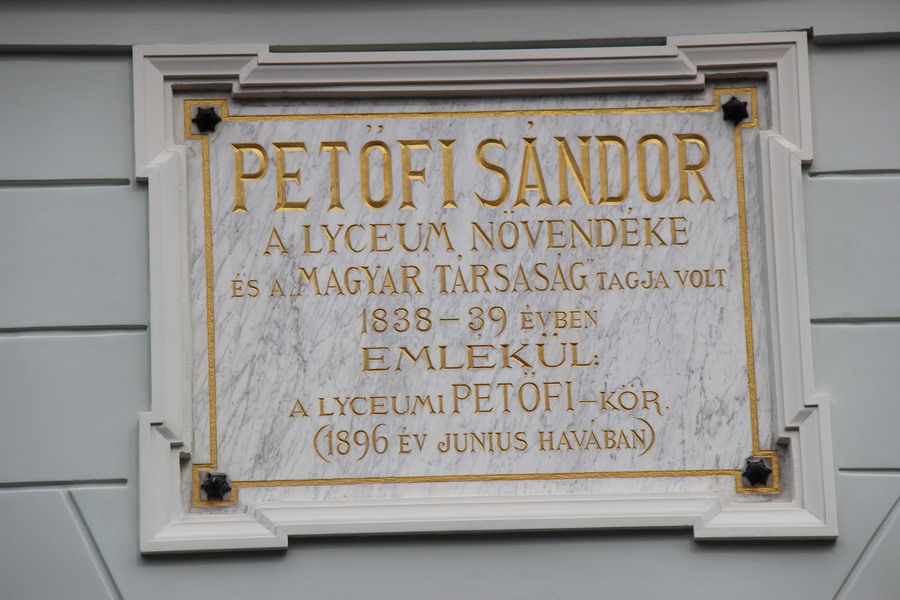 PETŐFI SÁNDOR
A LYCEUM NÖVENDÉKE
ÉS A „MAGYAR TÁRSASÁG" TAGJA VOLT
1838–39 ÉVBEN
EMLÉKÜL:
A LYCEUMI PETŐFI–KÖR.
(1896 ÉV JUNIUS HAVÁBAN)